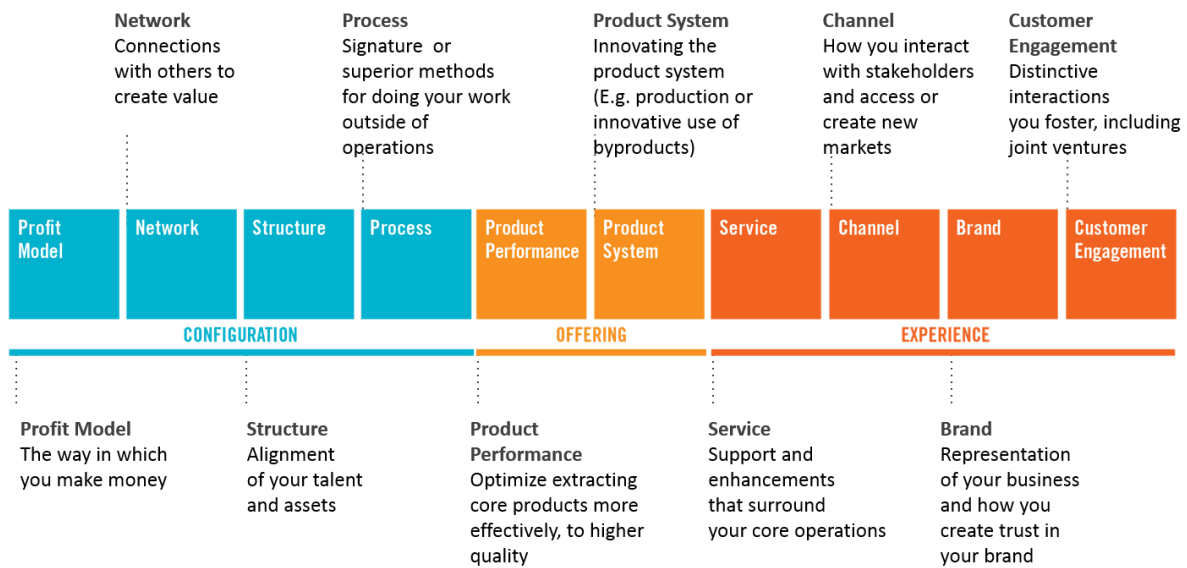 Network
Connections
with others to
create value
Process
Signature  or
superior methods
for doing your work
outside of
operations
Product System
Innovating the
product system
(E.g. production or
innovative use of
byproducts)
Channel
How you interact
with stakeholders
and access or
create new
markets
Customer
Engagement
Distinctive
interactions
you foster, including
joint ventures
Profit
Model
Network
Structure
Process
Product
Performance
Product
System
Service
Channel
Brand
Customer
Engagement
CONFIGURATION
OFFERING
EXPERIENCE
Profit Model
The way in which
you make money
Structure
Alignment
of your talent
and assets
Product
Performance
Optimize extracting
core products more
effectively, to higher
quality
Service
Support and
enhancements
that surround
your core operations
Brand
Representation
of your business
and how you
create trust in
your brand